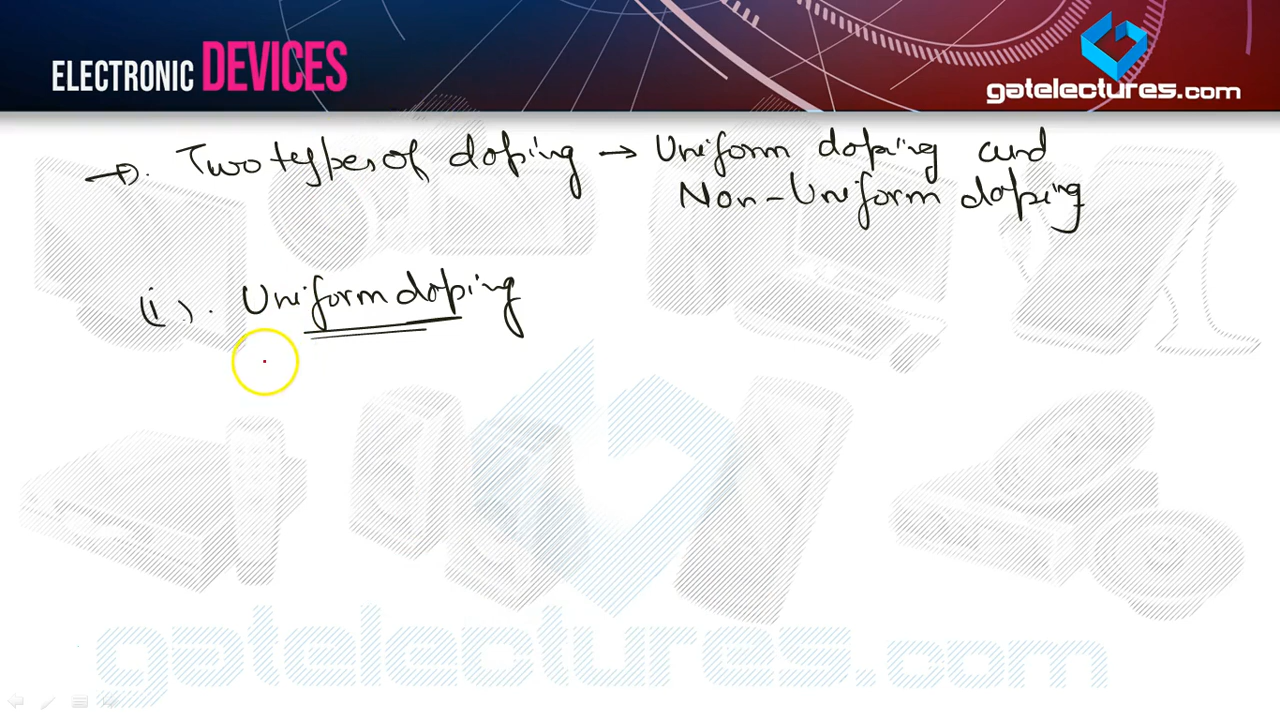 ELECTRONIC DEVICES
gatelectures.com
Two types of doping → Uniform doping and
Non-Uniform doping
(i). Uniform doping
gatelectures.com